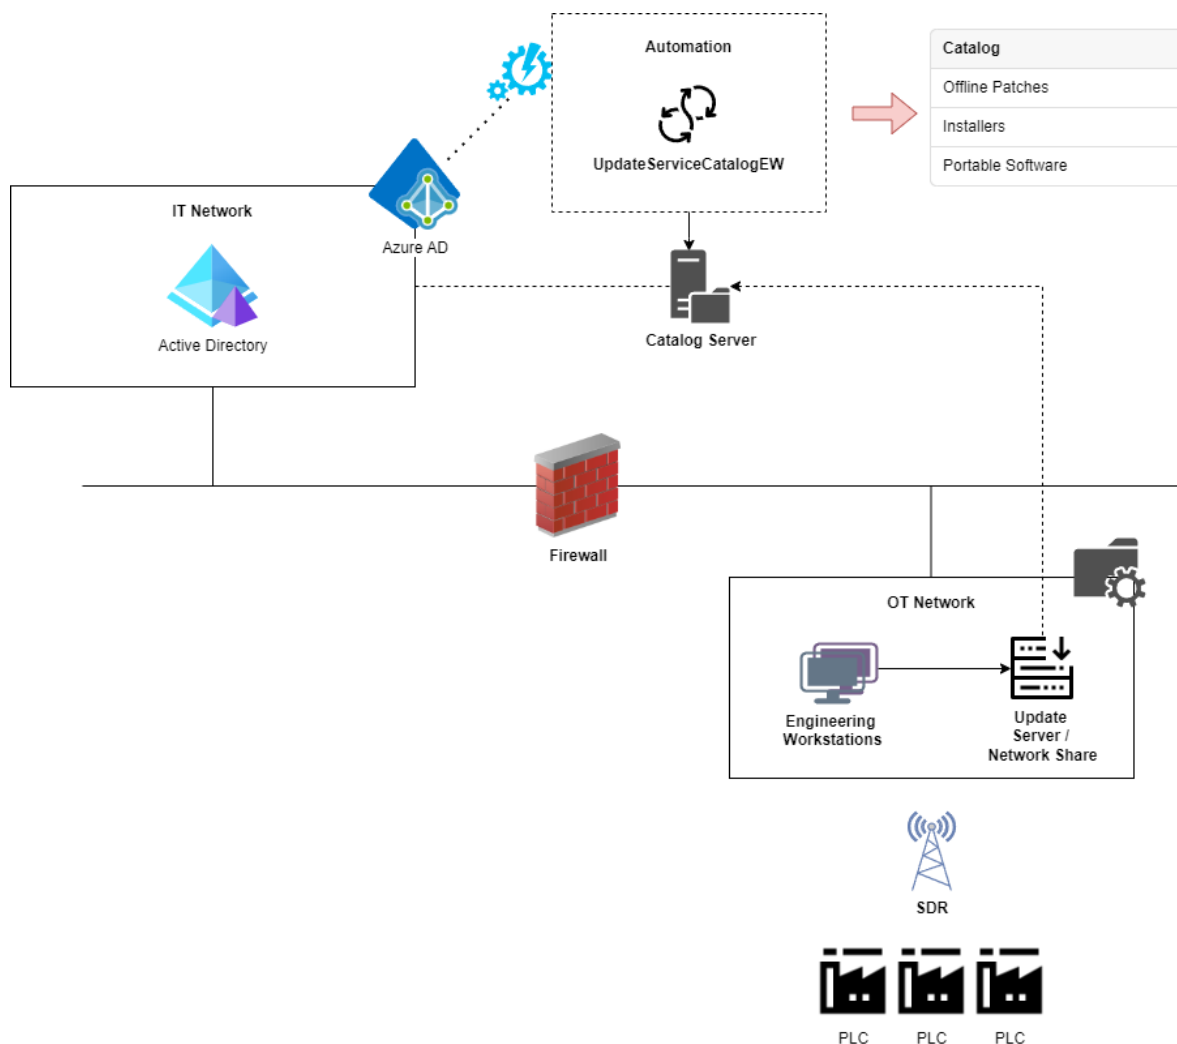 Automation
UpdateServiceCatalogEW
Catalog
Offline Patches
Installers
Portable Software
IT Network
Azure AD
Active Directory
Catalog Server
Firewall
OT Network
Engineering
Workstations
Update
Server /
Network Share
SDR
PLC
PLC
PLC